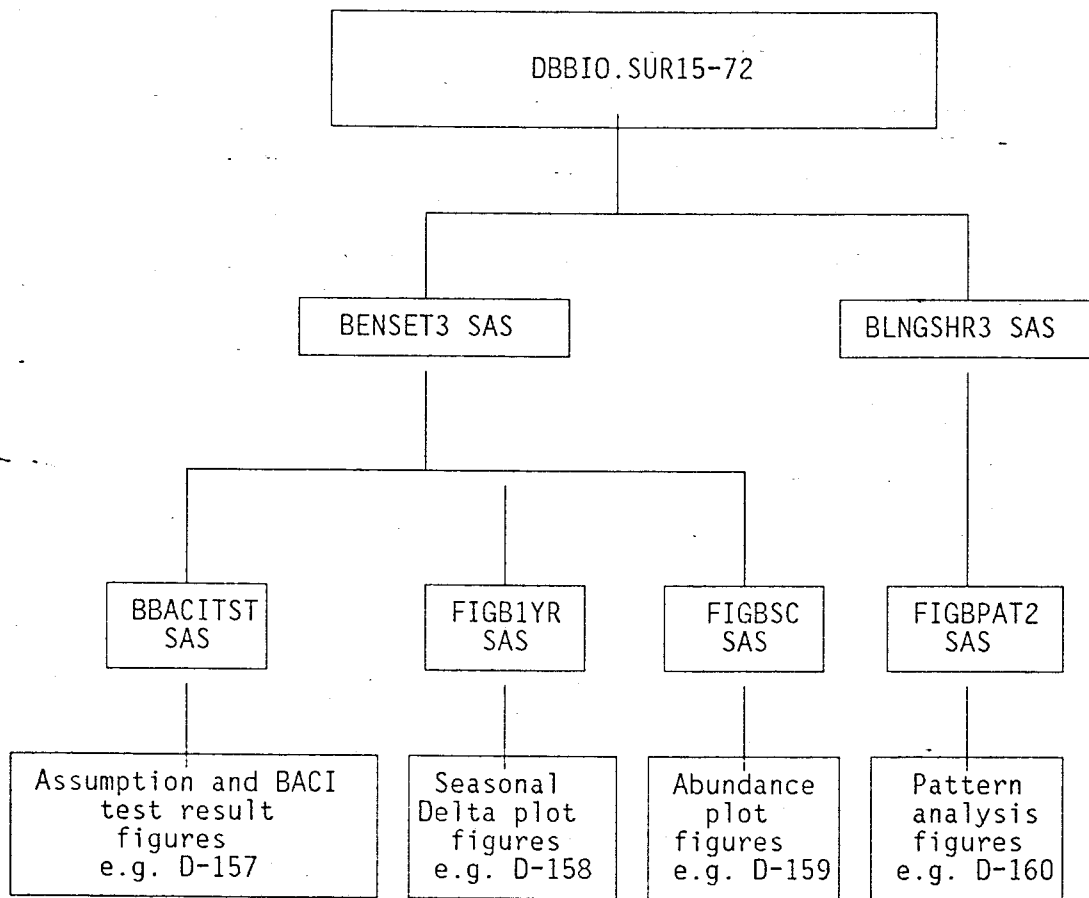 DBBIO.SUR15-72
BENSET3 SAS
BLNGSHR3 SAS
BBACITST
SAS
FIGB1YR
SAS
FIGBSC
SAS
FIGBPAT2
SAS
Assumption and BACI
test result
figures
e.g. D-157
Seasonal
Delta plot
figures
e.g. D-158
Abundance
plot
figures
e.g. D-159
Pattern
analysis
figures
e.g. D-160